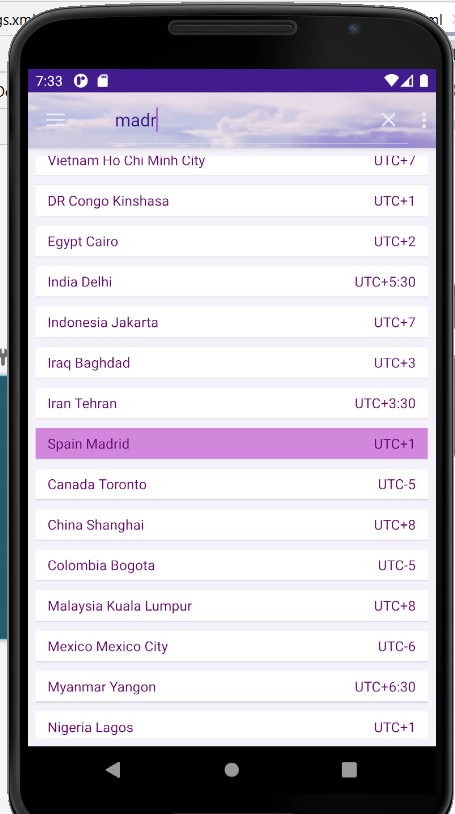 gs.xml
ml
7:33
madr
Vietnam Ho Chi Minh City UTC+7
DR Congo Kinshasa UTC+1
Egypt Cairo UTC+2
India Delhi UTC+5:30
Indonesia Jakarta UTC+7
Iraq Baghdad UTC+3
Iran Tehran UTC+3:30
Spain Madrid UTC+1
Canada Toronto UTC-5
China Shanghai UTC+8
Colombia Bogota UTC-5
Malaysia Kuala Lumpur UTC+8
Mexico Mexico City UTC-6
Myanmar Yangon UTC+6:30
Nigeria Lagos UTC+1